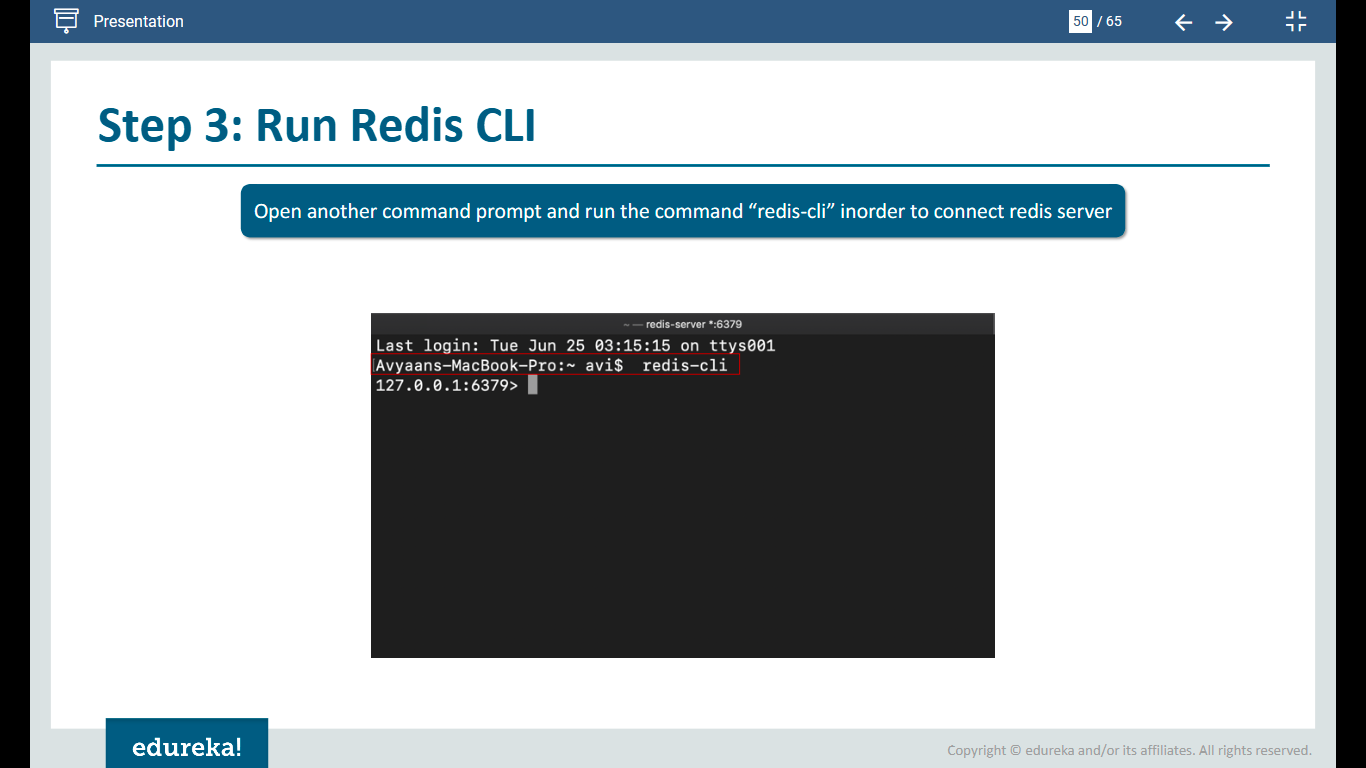 Presentation
50 / 65
Step 3: Run Redis CLI
Open another command prompt and run the command “redis-cli” inorder to connect redis server
~ — redis-server *:6379
Last login: Tue Jun 25 03:15:15 on ttys001
[Avyaans-MacBook-Pro:~ avi$  redis-cli
127.0.0.1:6379>
edureka!
Copyright © edureka and/or its affiliates. All rights reserved.